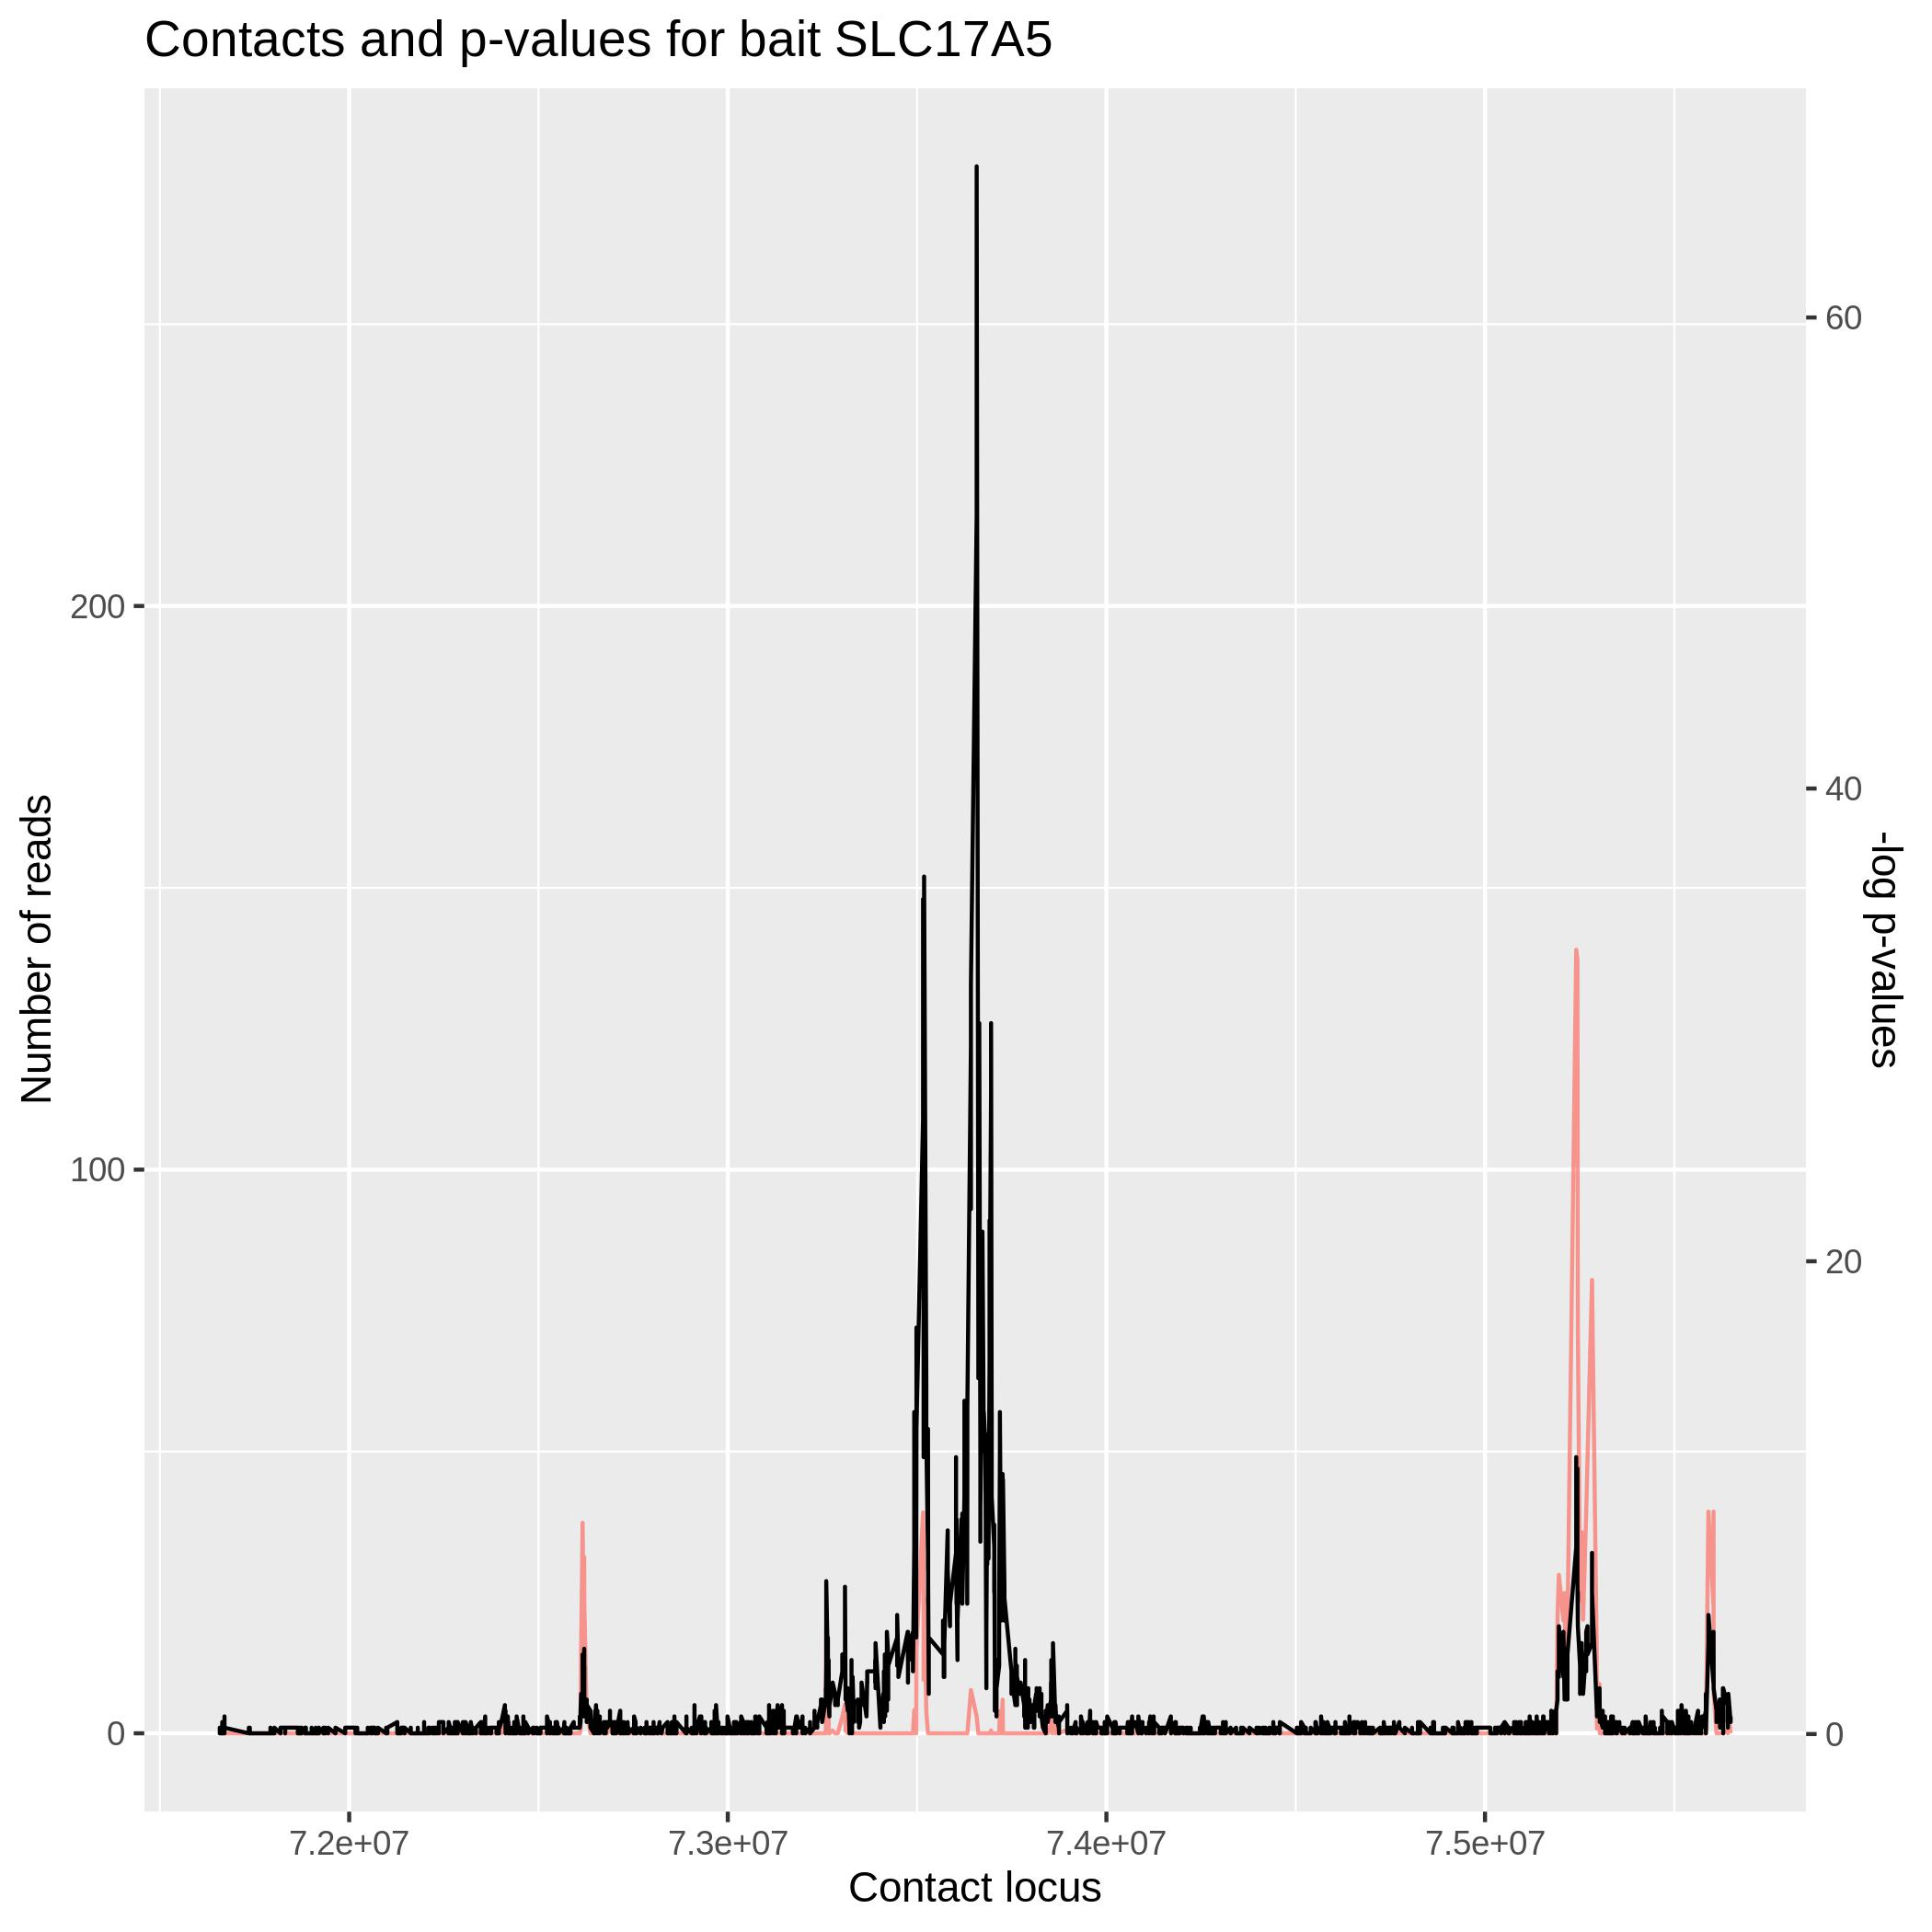 Contacts and p-values for bait SLC17A5
Number of reads
200
100
0
60
40
20
0
-log p-values
7.2e+07
7.3e+07
7.4e+07
7.5e+07
Contact locus